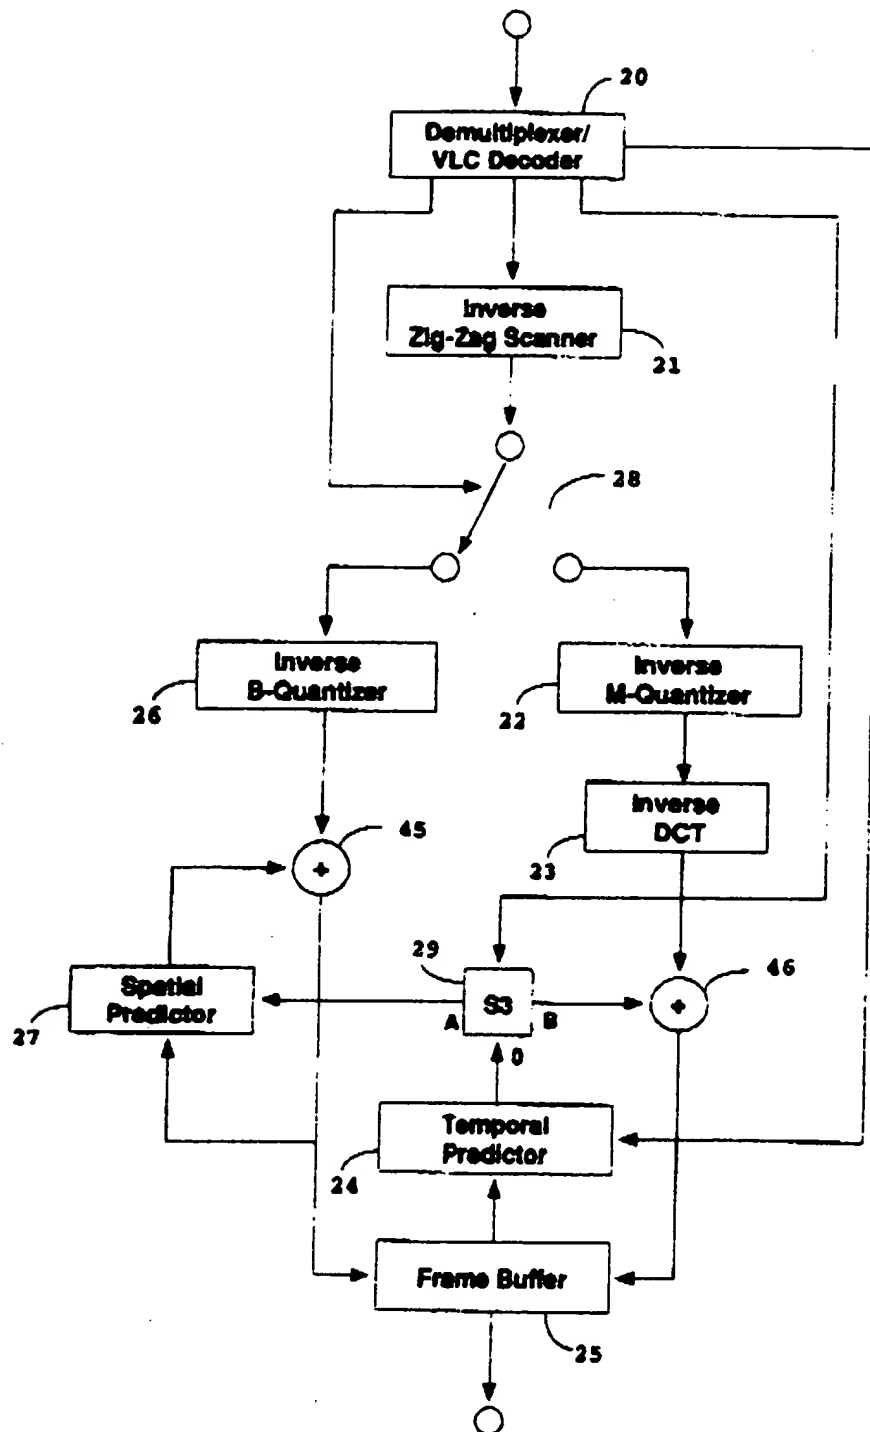 20
Demultiplexer/
VLC Decoder
Inverse
Zig-Zag Scanner
21
28
Inverse
B-Quantizer
26
Inverse
M-Quantizer
22
Inverse
DCT
23
45
+
29
46
Spatial
Predictor
27
A
S3
B
+
0
Temporal
Predictor
24
Frame Buffer
25